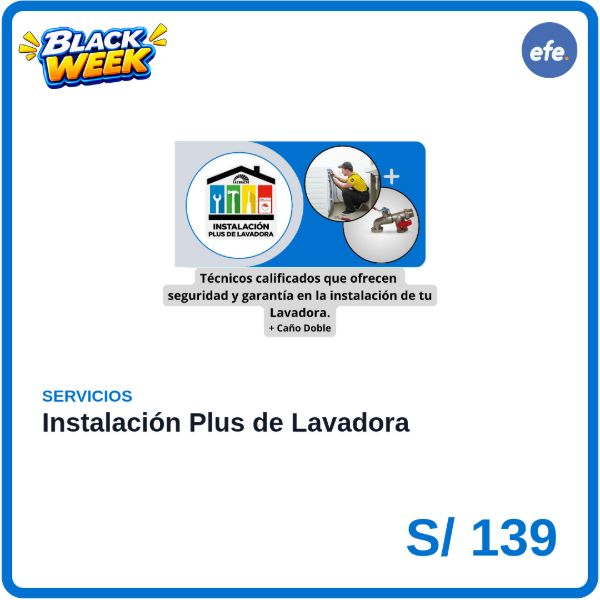 BLACK
WEEK
efe.
INSTALACIÓN
PLUS DE LAVADORA
+
Técnicos calificados que ofrecen
seguridad y garantía en la instalación de tu
Lavadora.
+ Caño Doble
SERVICIOS
Instalación Plus de Lavadora
S/ 139